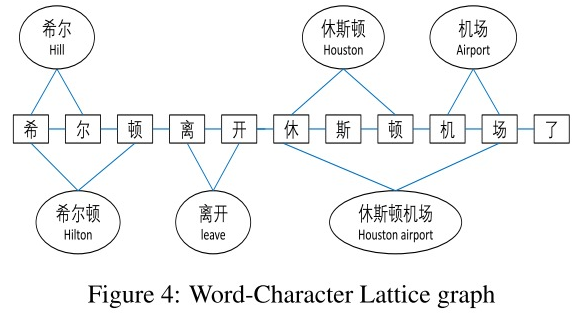 希尔
Hill
休斯顿
Houston
机场
Airport
希 尔 顿 离 开 休 斯 顿 机 场 了
希尔顿
Hilton
离开
leave
休斯顿机场
Houston airport
Figure 4: Word-Character Lattice graph